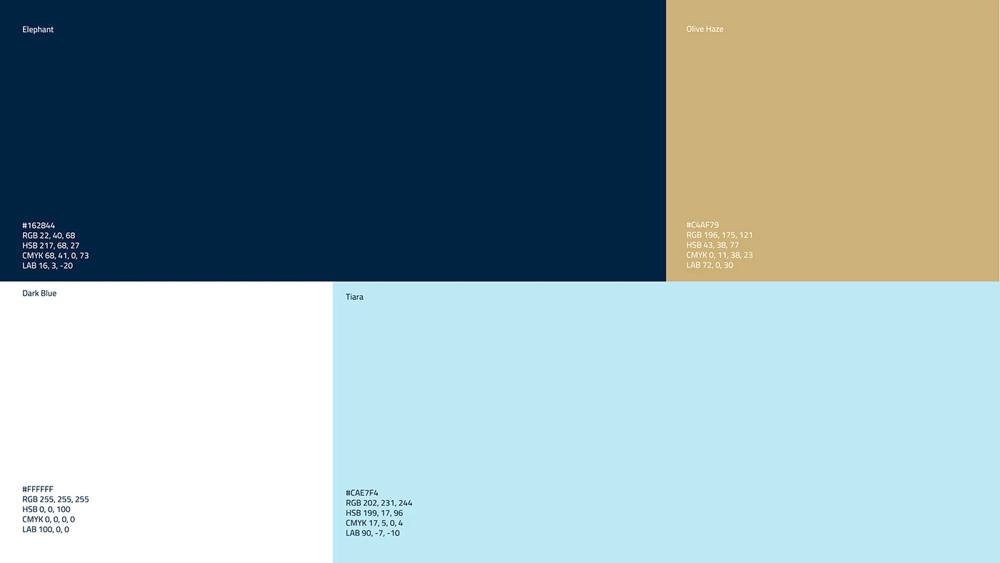 Elephant
#162844
RGB 22, 40, 68
HSB 217, 68, 27
CMYK 68, 41, 0, 73
LAB 16, 3, -20
Olive Haze
#C4AF79
RGB 196, 175, 121
HSB 43, 38, 77
CMYK 0, 11, 38, 23
LAB 72, 0, 30
Dark Blue
#FFFFFF
RGB 255, 255, 255
HSB 0, 0, 100
CMYK 0, 0, 0, 0
LAB 100, 0, 0
Tiara
#CAE7F4
RGB 202, 231, 244
HSB 199, 17, 96
CMYK 17, 5, 0, 4
LAB 90, -7, -10